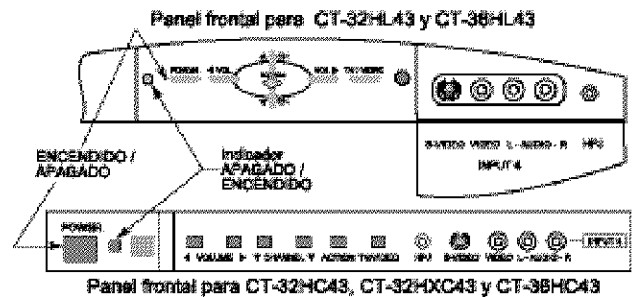 Panel frontal para CT-32HL43 y CT-36HL43
POWER ◄ VOL VOL ► TV/VIDEO
S-VIDEO VIDEO L - AUDIO - R HPJ
INPUT 4
ENCENDIDO /
APAGADO
Indicador
APAGADO /
ENCENDIDO
POWER
◄ VOLUME ► ▼ CHANNEL ▼ ACTION TV/VIDEO HPJ S-VIDEO VIDEO L-AUDIO-R INPUT 4
Panel frontal para CT-32HC43, CT-32HXC43 y CT-36HC43